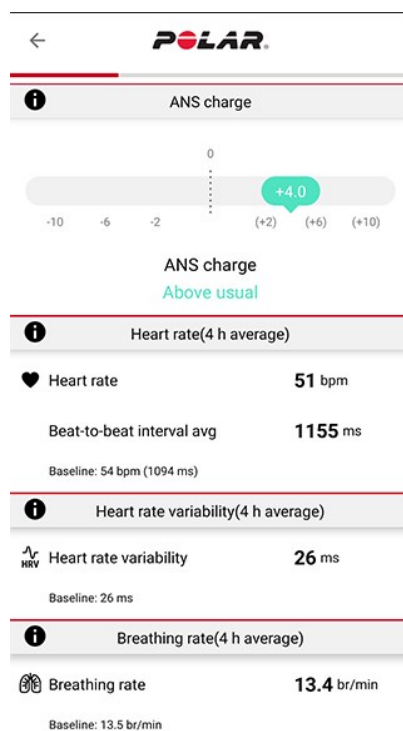 POLAR.
ANS charge
0
+4.0
-10 -6 -2 (+2) (+6) (+10)
ANS charge
Above usual
Heart rate(4 h average)
Heart rate 51 bpm
Beat-to-beat interval avg 1155 ms
Baseline: 54 bpm (1094 ms)
Heart rate variability(4 h average)
HRV Heart rate variability 26 ms
Baseline: 26 ms
Breathing rate(4 h average)
Breathing rate 13.4 br/min
Baseline: 13.5 br/min